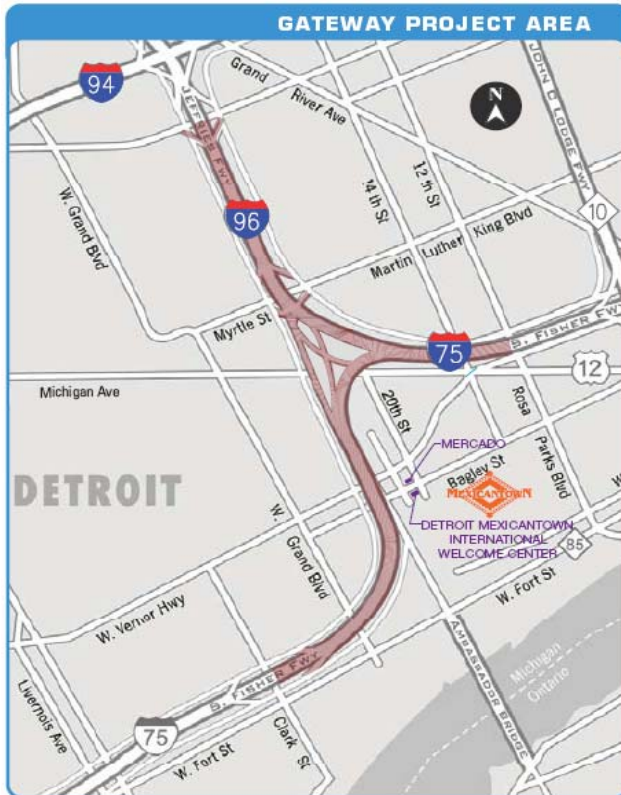 GATEWAY PROJECT AREA
94
Grand
River Ave
N
JOHN C LODGE FWY
JEFFRIES FWY
W. Grand Blvd
14th St
12th St
10
96
Martin Luther King Blvd
Myrtle St
S. FISHER FWY
75
12
Michigan Ave
20th St
Rosa
Parks Blvd
MERCADO
Bagley St
MEXICANTOWN
DETROIT
DETROIT MEXICANTOWN
INTERNATIONAL
WELCOME CENTER
W.
85
W.
Grand Blvd
W. Fort St
W. Vernor Hwy
AMBASSADOR BRIDGE
Michigan
Ontario
S. FISHER FWY
Livernois Ave
75
Clark St
W. Fort St